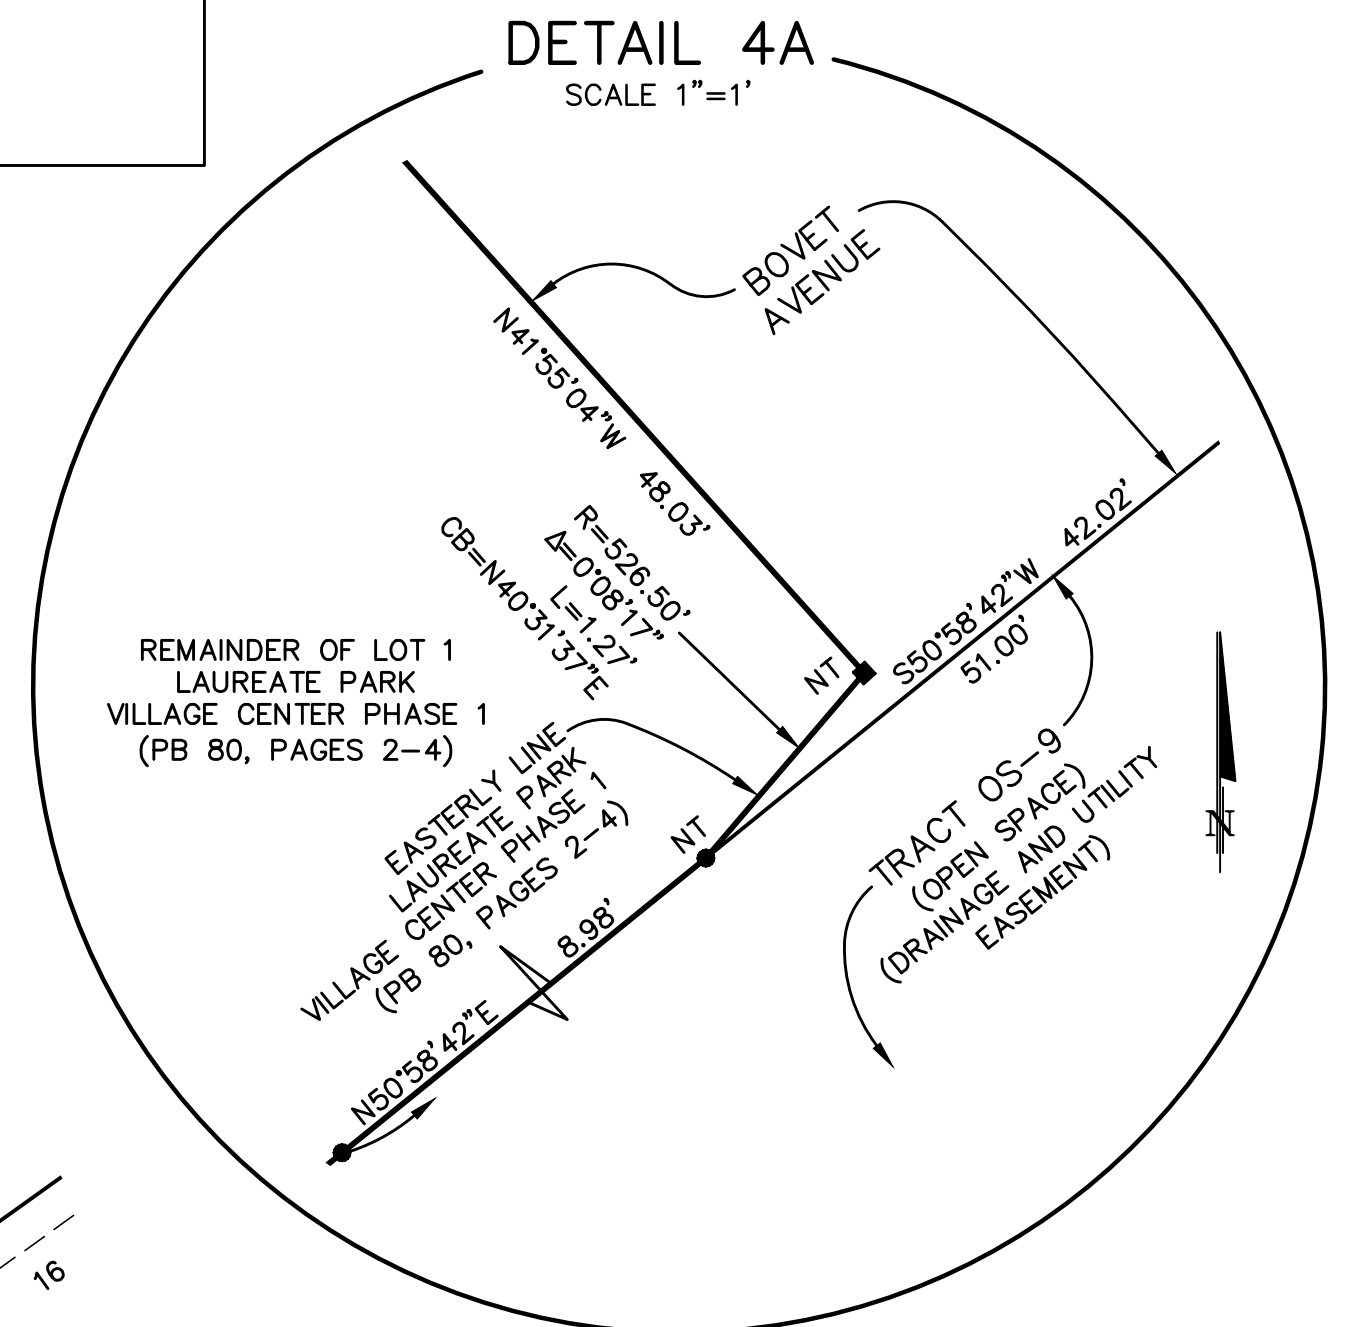 DETAIL 4A
SCALE 1"=1'
BOVET
AVENUE
N41°55'04"W 48.03'
R=526.50'
Δ=0°08'17"
L=1.27'
CB=N40°31'37"E
S50°58'42"W 42.02'
51.00'
NT
REMAINDER OF LOT 1
LAUREATE PARK
VILLAGE CENTER PHASE 1
(PB 80, PAGES 2-4)
EASTERLY LINE
LAUREATE PARK
VILLAGE CENTER PHASE 1
(PB 80, PAGES 2-4)
NT
TRACT OS-9
(OPEN SPACE)
(DRAINAGE AND UTILITY
EASEMENT)
N
N50°58'42"E 8.98'
16